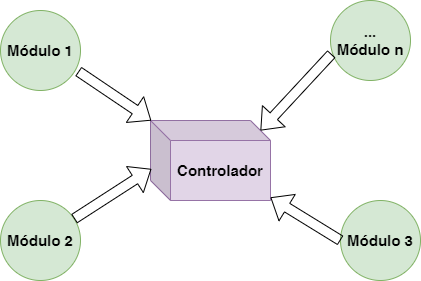 Módulo 1
...
Módulo n
Controlador
Módulo 2
Módulo 3